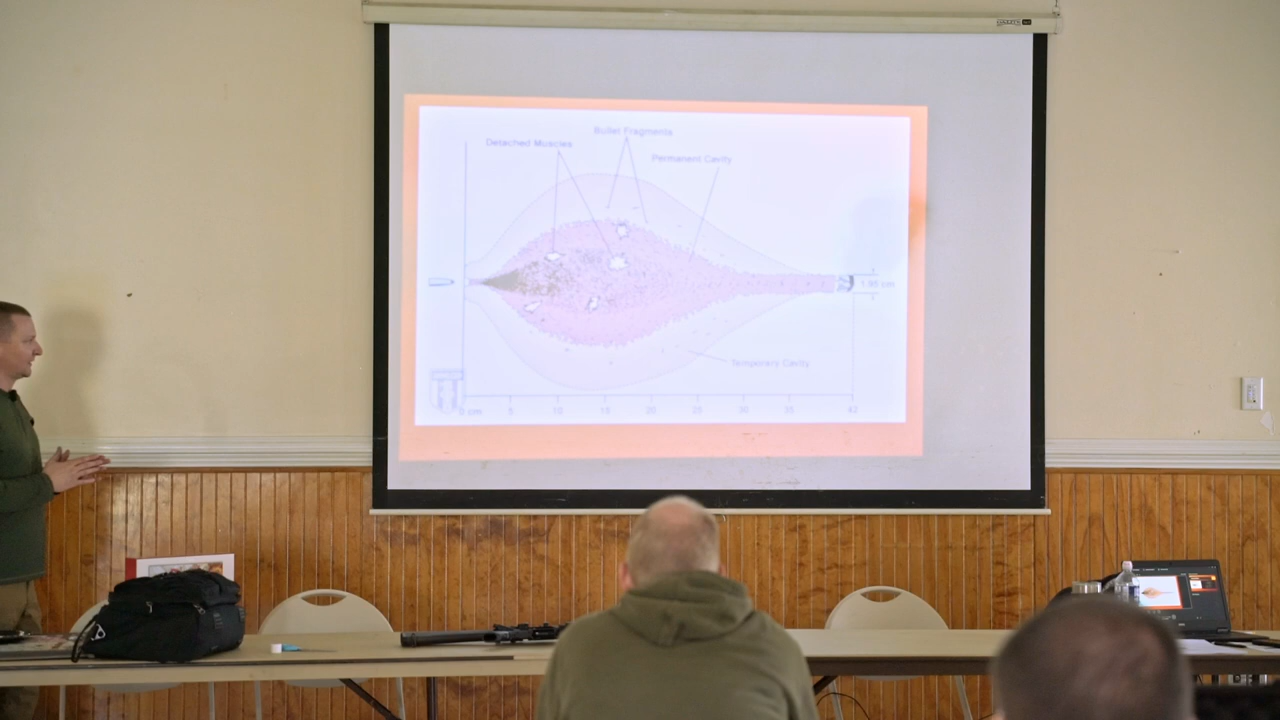 Bullet Fragments
Detached Muscles
Permanent Cavity
1.95 cm
Temporary Cavity
0 cm 5 10 15 20 25 30 35 42